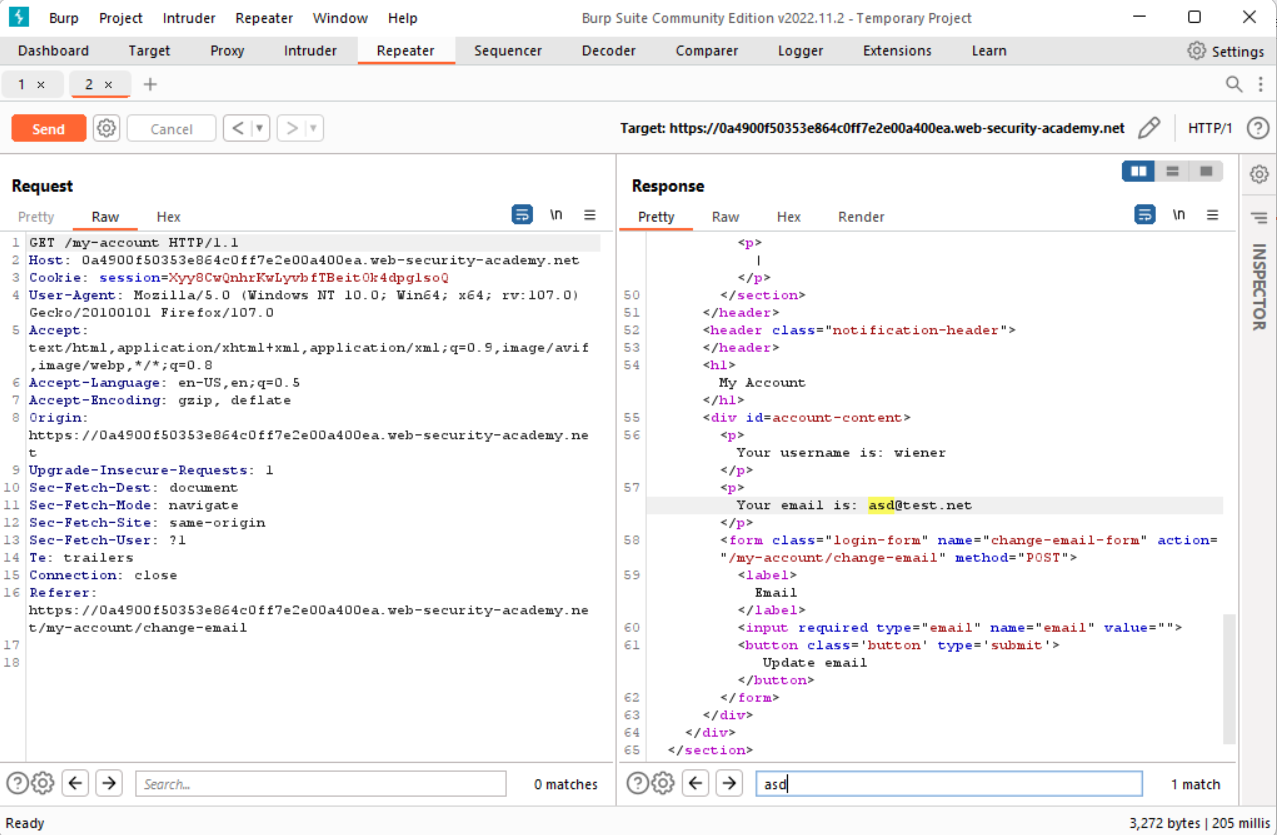 Burp Project Intruder Repeater Window Help Burp Suite Community Edition v2022.11.2 - Temporary Project
Dashboard Target Proxy Intruder Repeater Sequencer Decoder Comparer Logger Extensions Learn Settings
1 × 2 × +
Send Cancel < > Target: https://0a4900f50353e864c0ff7e2e00a400ea.web-security-academy.net HTTP/1 ?
Request
Pretty Raw Hex \n
1 GET /my-account HTTP/1.1
2 Host: 0a4900f50353e864c0ff7e2e00a400ea.web-security-academy.net
3 Cookie: session=Xyy8CwQnhrKwLyvbfTBeitOk4dpglsoQ
4 User-Agent: Mozilla/5.0 (Windows NT 10.0; Win64; x64; rv:107.0)
Gecko/20100101 Firefox/107.0
5 Accept:
text/html,application/xhtml+xml,application/xml;q=0.9,image/avif
,image/webp,*/*;q=0.8
6 Accept-Language: en-US,en;q=0.5
7 Accept-Encoding: gzip, deflate
8 Origin:
https://0a4900f50353e864c0ff7e2e00a400ea.web-security-academy.ne
t
9 Upgrade-Insecure-Requests: 1
10 Sec-Fetch-Dest: document
11 Sec-Fetch-Mode: navigate
12 Sec-Fetch-Site: same-origin
13 Sec-Fetch-User: ?1
14 Te: trailers
15 Connection: close
16 Referer:
https://0a4900f50353e864c0ff7e2e00a400ea.web-security-academy.ne
t/my-account/change-email
17
18
? Search... 0 matches
Response
Pretty Raw Hex Render \n
<p>
|
</p>
50 </section>
51 </header>
52 <header class="notification-header">
53 </header>
54 <h1>
My Account
</h1>
55 <div id=account-content>
56 <p>
Your username is: wiener
</p>
57 <p>
Your email is: asd@test.net
</p>
58 <form class="login-form" name="change-email-form" action=
"/my-account/change-email" method="POST">
59 <label>
Email
</label>
60 <input required type="email" name="email" value="">
61 <button class='button' type='submit'>
Update email
</button>
62 </form>
63 </div>
64 </div>
65 </section>
? asd 1 match
INSPECTOR
Ready 3,272 bytes | 205 millis